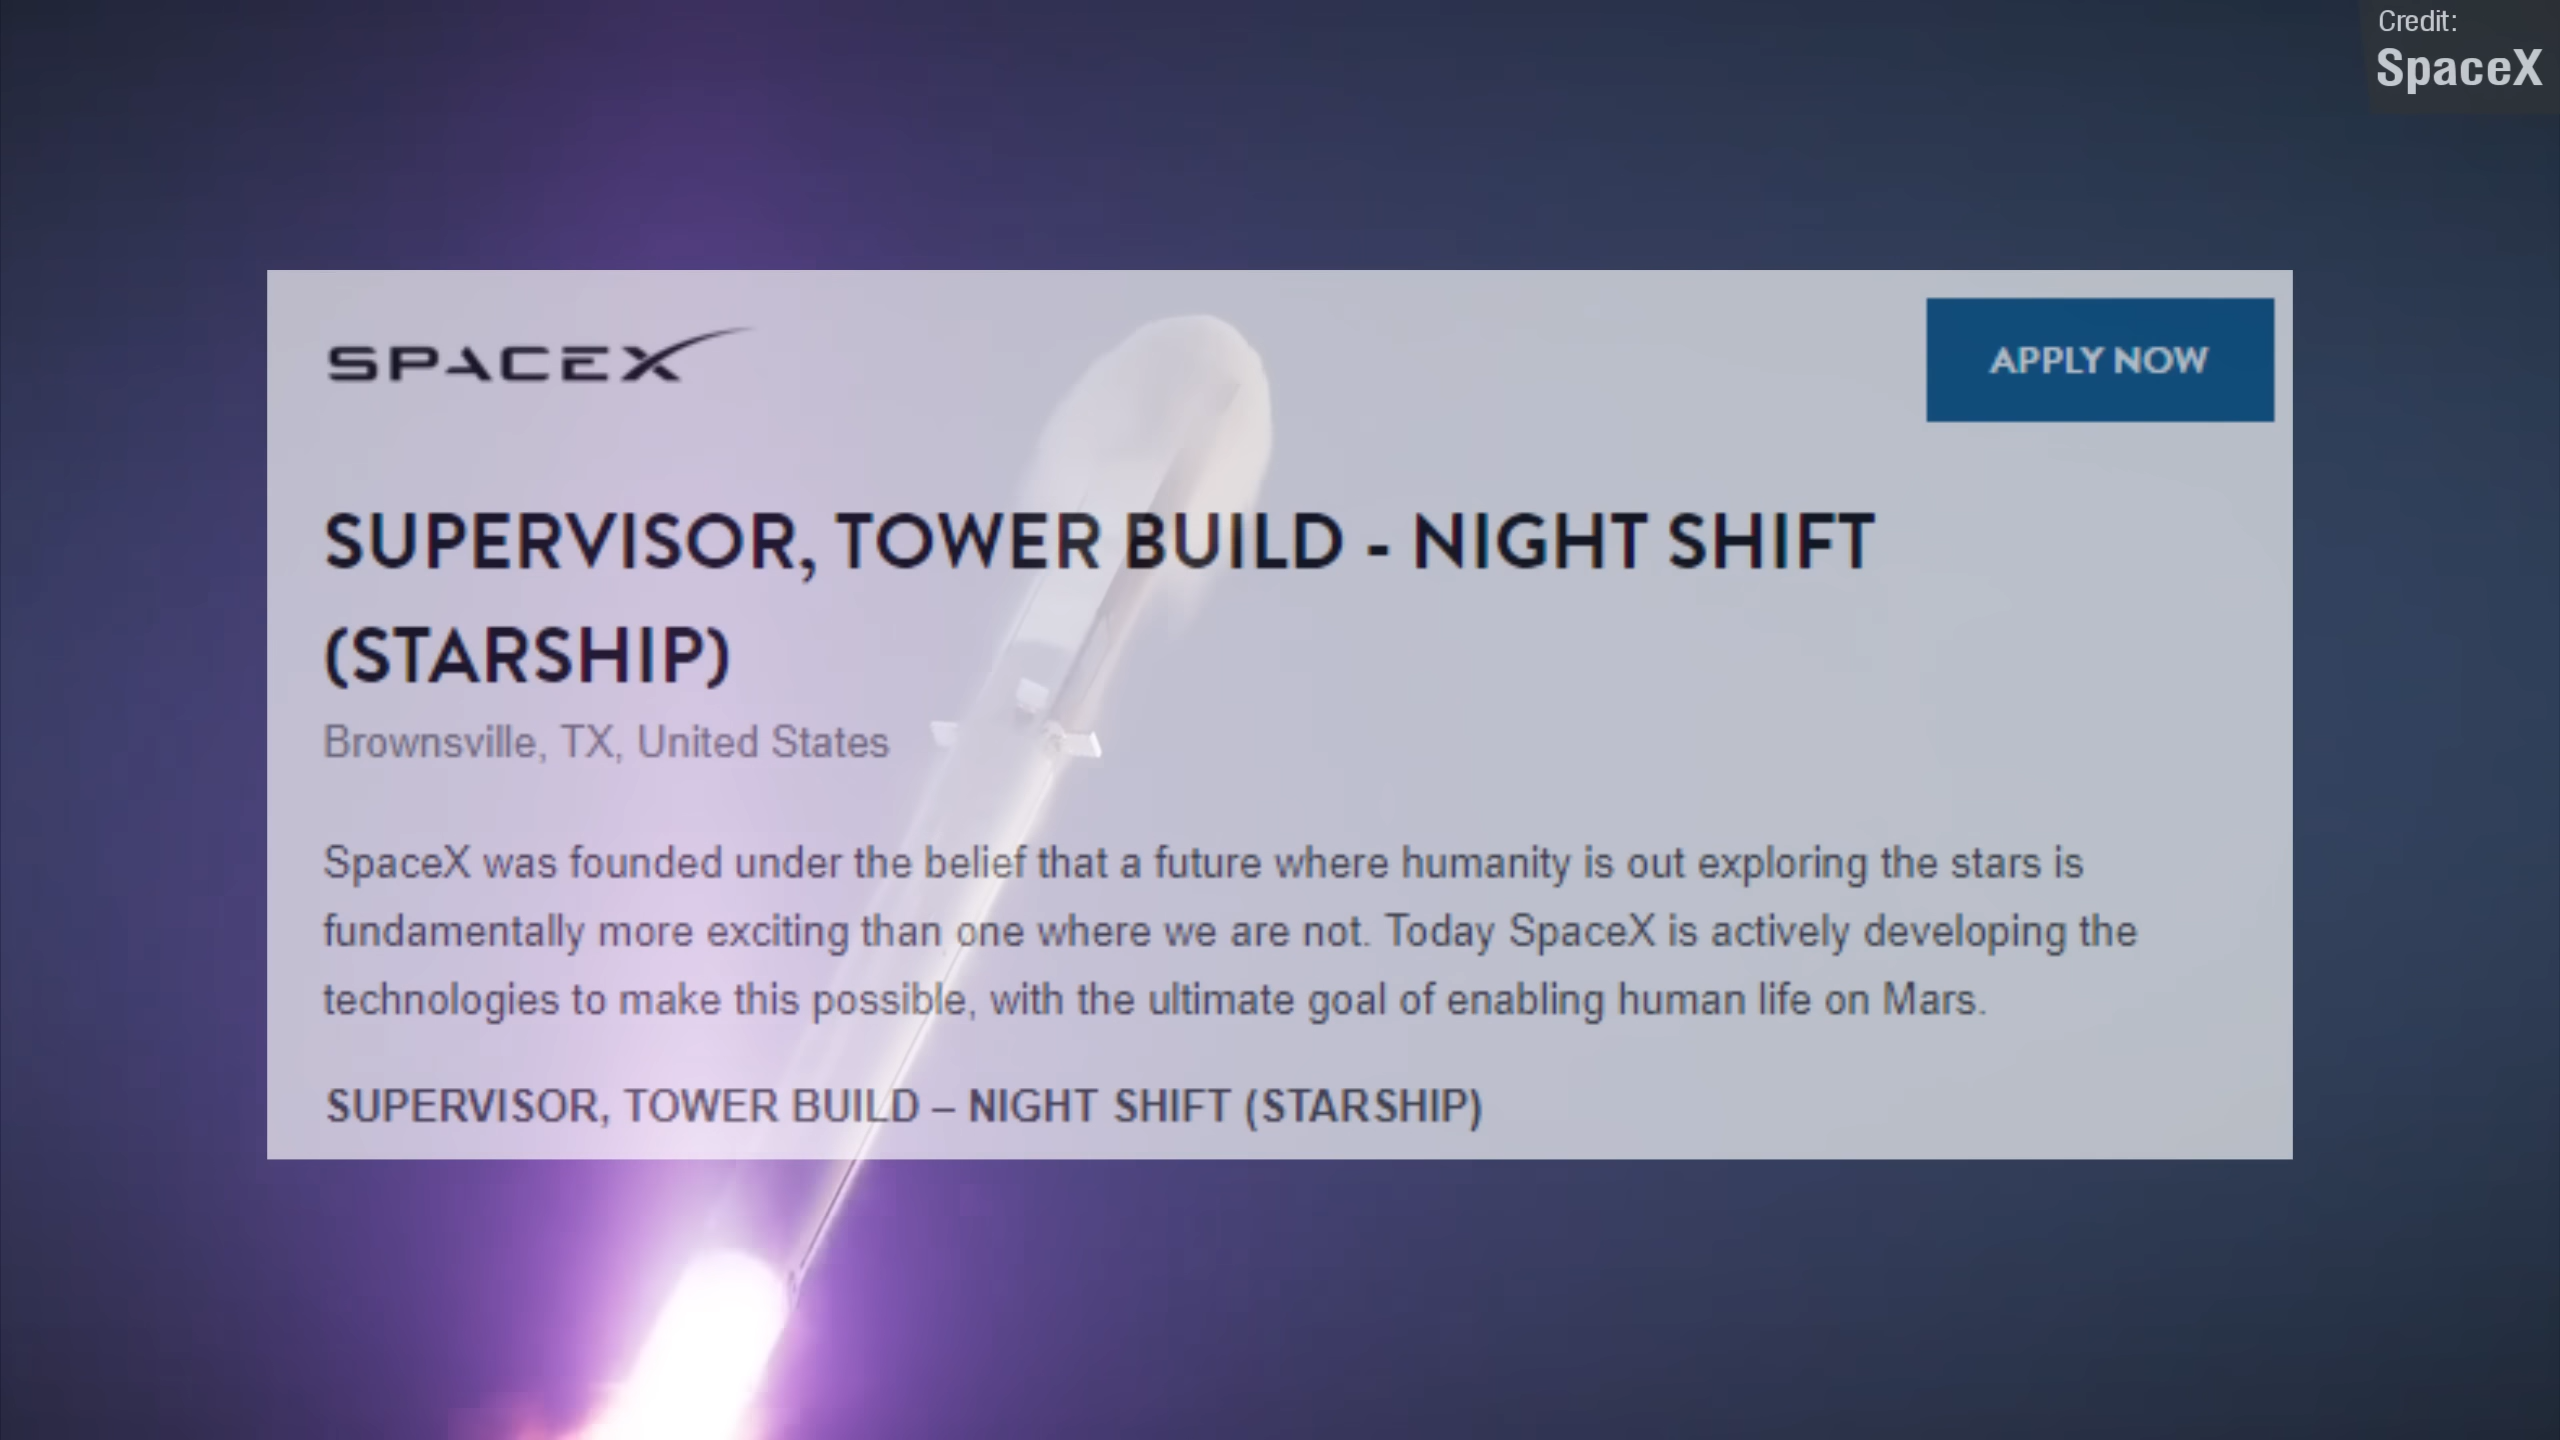 Credit:
SpaceX
SPACEX
APPLY NOW
SUPERVISOR, TOWER BUILD - NIGHT SHIFT
(STARSHIP)
Brownsville, TX, United States
SpaceX was founded under the belief that a future where humanity is out exploring the stars is
fundamentally more exciting than one where we are not. Today SpaceX is actively developing the
technologies to make this possible, with the ultimate goal of enabling human life on Mars.
SUPERVISOR, TOWER BUILD – NIGHT SHIFT (STARSHIP)